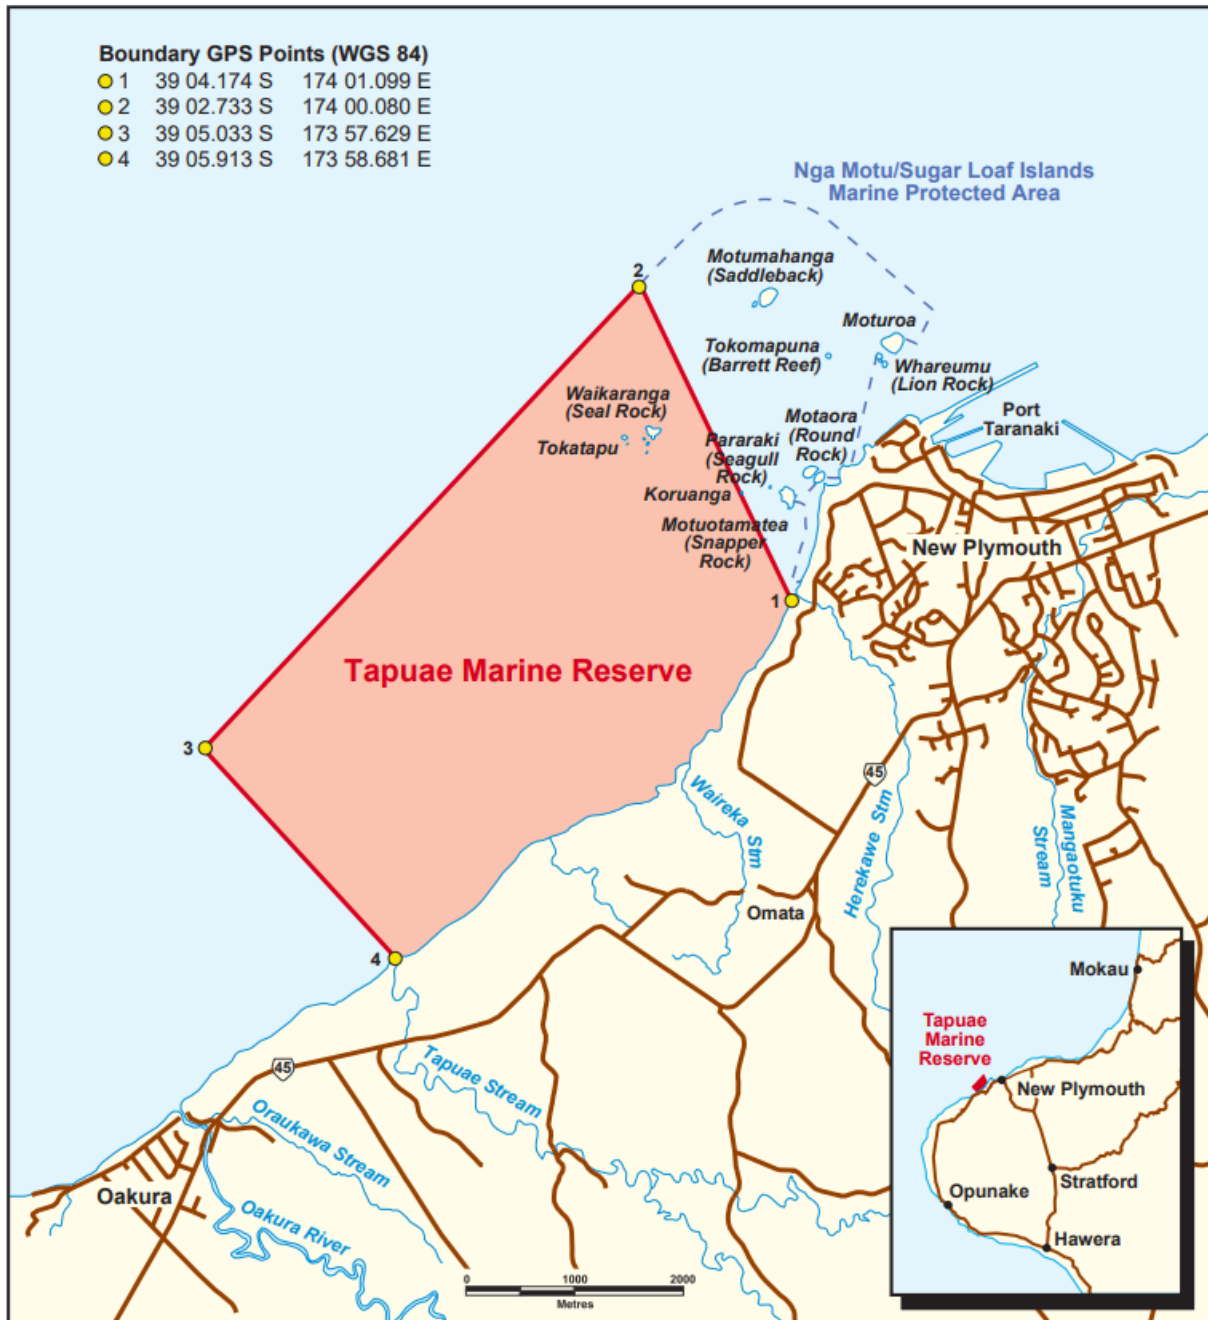 Boundary GPS Points (WGS 84)
1 39 04.174 S 174 01.099 E
2 39 02.733 S 174 00.080 E
3 39 05.033 S 173 57.629 E
4 39 05.913 S 173 58.681 E
Nga Motu/Sugar Loaf Islands
Marine Protected Area
2
Motumahanga
(Saddleback)
Moturoa
Tokomapuna
(Barrett Reef)
Whareumu
(Lion Rock)
Waikaranga
(Seal Rock)
Tokatapu
Port
Taranaki
Motaora
(Round
Rock)
Pararaki
(Seagull
Rock)
Koruanga
Motuotamatea
(Snapper
Rock)
New Plymouth
1
Tapuae Marine Reserve
3
45
Waireka Stm
Herekawe Stm
Mangaotuku
Stream
Omata
4
45
Tapuae Stream
Oraukawa Stream
Oakura
Oakura River
0 1000 2000
Metres
Mokau
Tapuae
Marine
Reserve
New Plymouth
Stratford
Opunake
Hawera